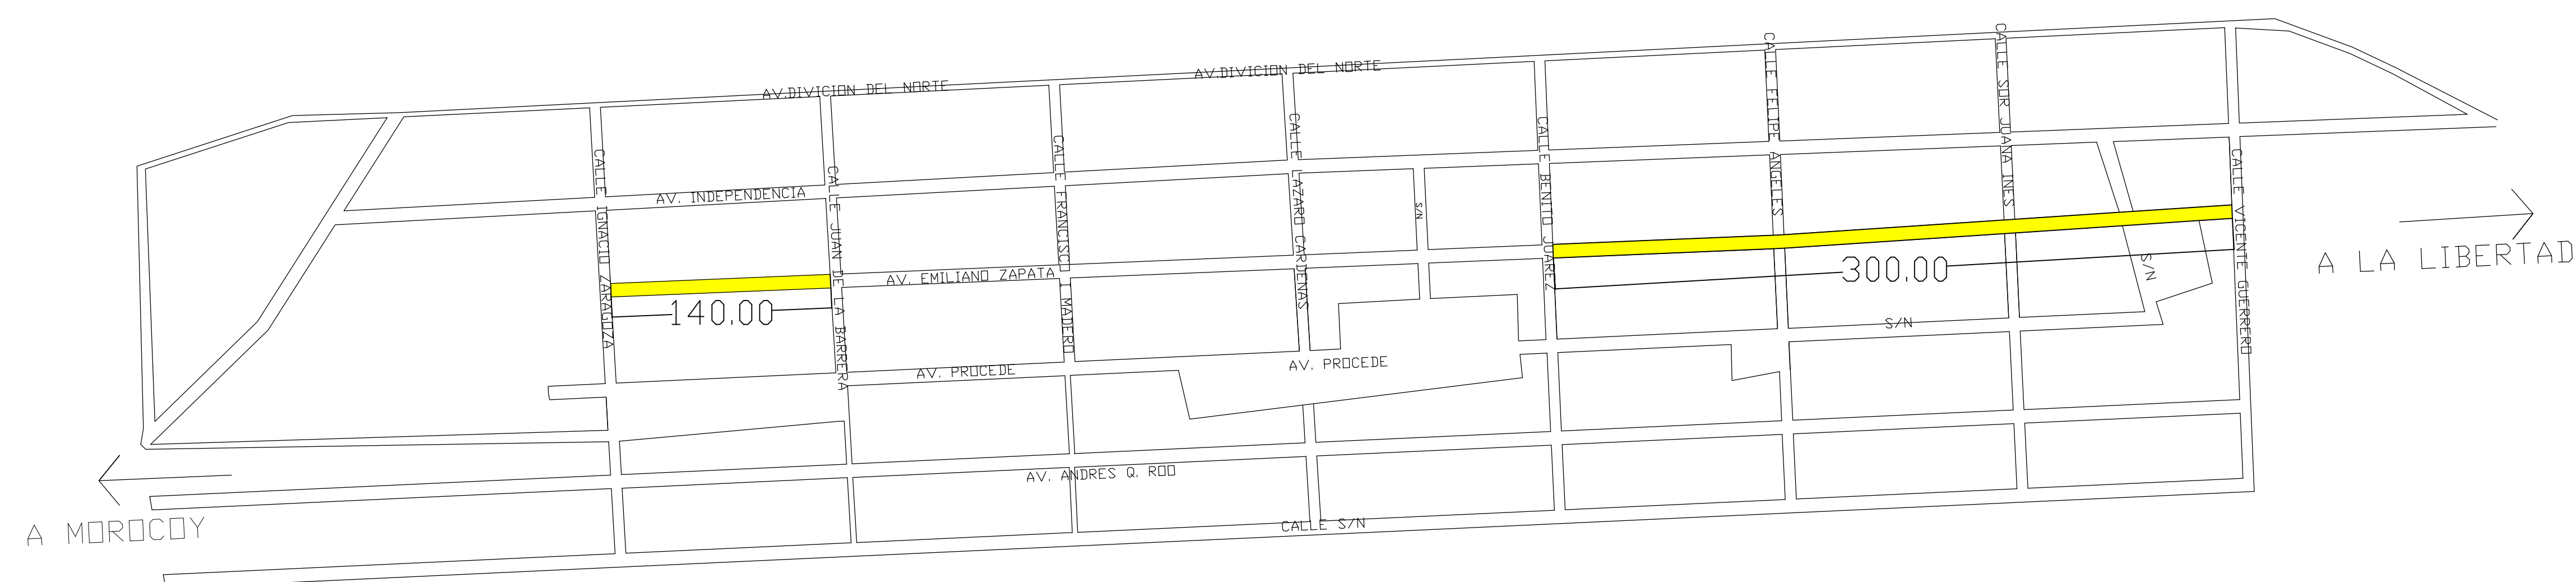 AV.DIVICION DEL NORTE
AV.DIVICION DEL NORTE
CALLE FELIPE ANGELES
CALLE SOR JUANA INES
CALLE IGNACIO ZARAGOZA
AV. INDEPENDENCIA
CALLE JUAN DE LA BARRERA
CALLE FRANCISCO I MADERO
CALLE LAZARO CARDENAS
S/N
CALLE BENITO JUAREZ
CALLE VICENTE GUERRERO
A LA LIBERTAD
AV. EMILIANO ZAPATA
140.00
300.00
S/N
S/N
AV. PROCEDE
AV. PROCEDE
AV. ANDRES Q. ROO
CALLE S/N
A MOROCOY